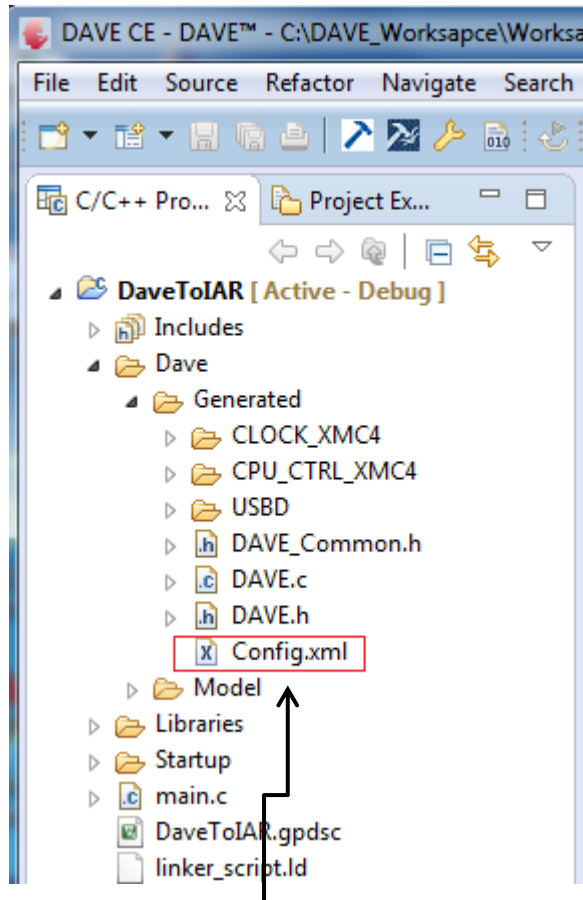 DAVE CE - DAVE™ - C:\DAVE_Worksapce\Worksa
File Edit Source Refactor Navigate Search
010
C/C++ Pro... Project Ex...
DaveToIAR [ Active - Debug ]
Includes
Dave
Generated
CLOCK_XMC4
CPU_CTRL_XMC4
USBD
.h DAVE_Common.h
.c DAVE.c
.h DAVE.h
X Config.xml
Model
Libraries
Startup
.c main.c
DaveToIAR.gpdsc
linker_script.ld